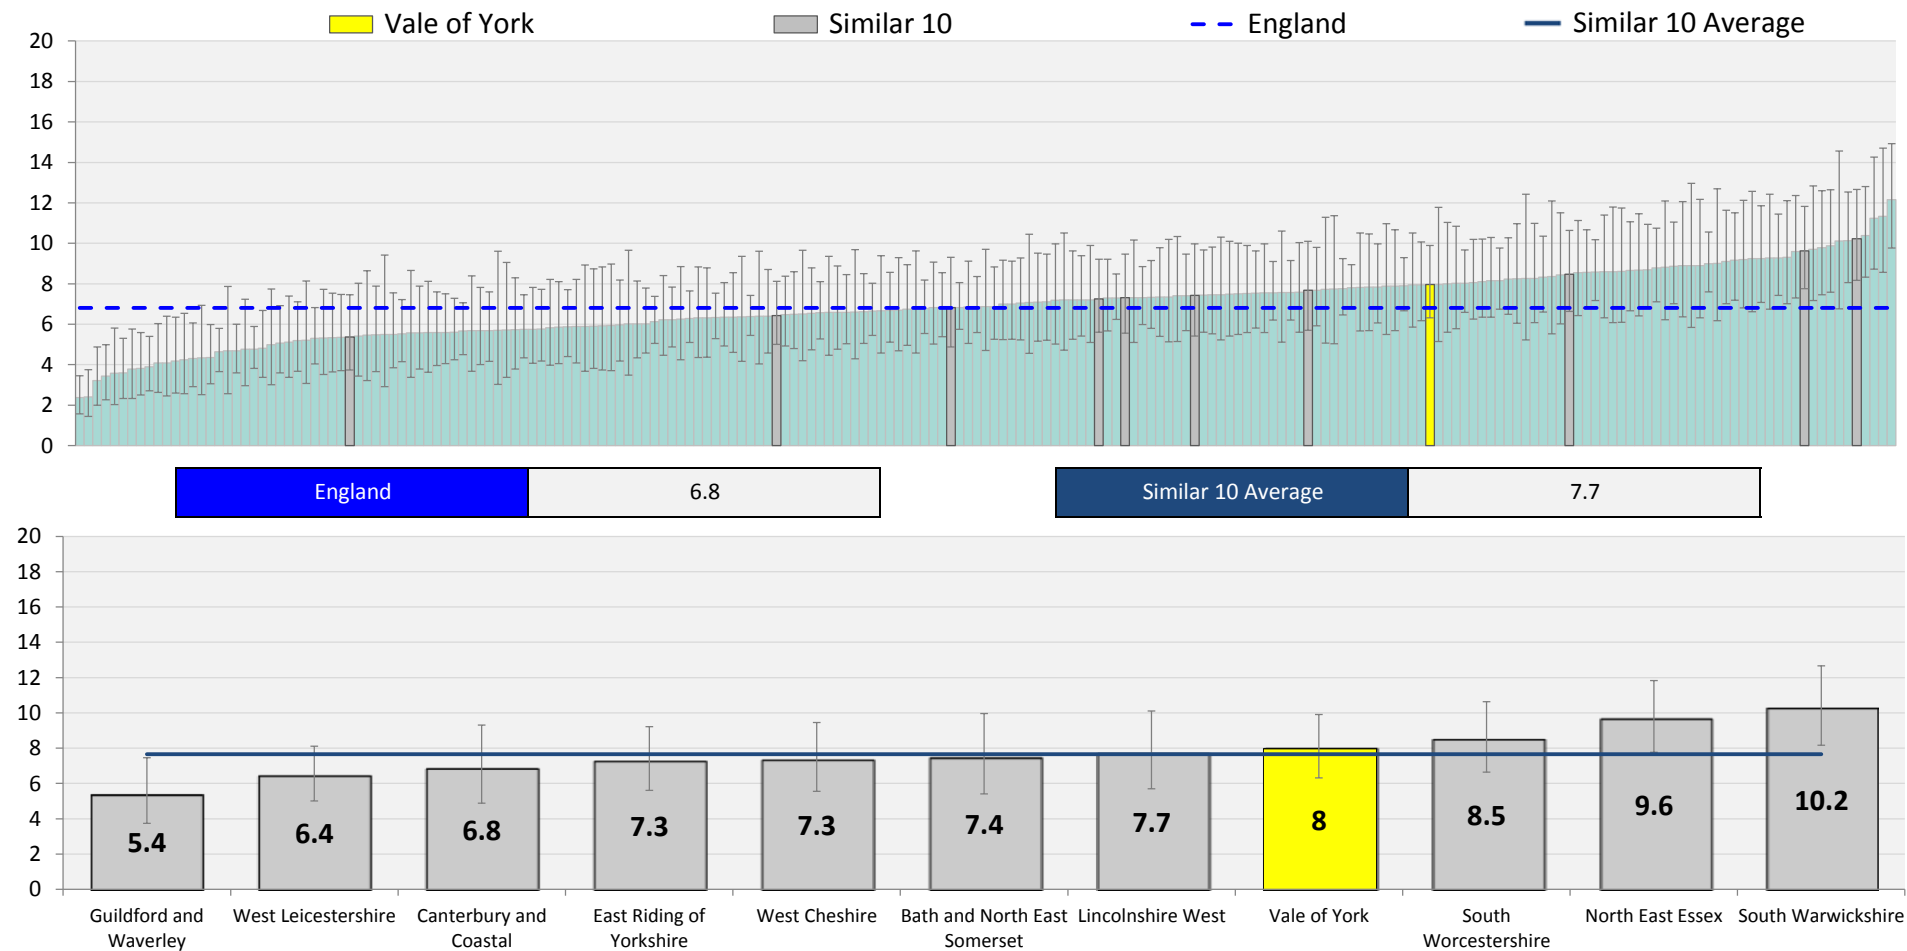 Vale of York
Similar 10
England
Similar 10 Average
20
18
16
14
12
10
8
6
4
2
0
England
6.8
Similar 10 Average
7.7
20
18
16
14
12
10
8
6
4
2
0
5.4
6.4
6.8
7.3
7.3
7.4
7.7
8
8.5
9.6
10.2
Guildford and
Waverley
West Leicestershire
Canterbury and
Coastal
East Riding of
Yorkshire
West Cheshire
Bath and North East
Somerset
Lincolnshire West
Vale of York
South
Worcestershire
North East Essex
South Warwickshire